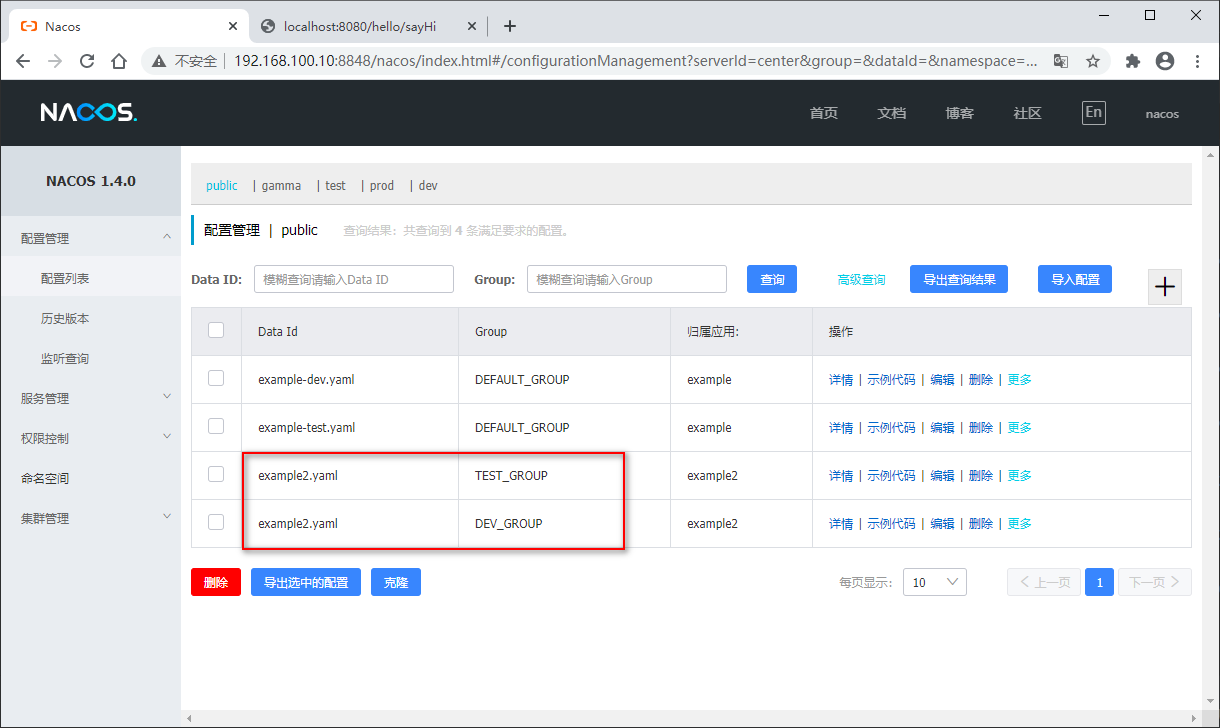 Nacos
localhost:8080/hello/sayHi
不安全 192.168.100.10:8848/nacos/index.html#/configurationManagement?serverId=center&group=&dataId=&namespace=...
NACOS.
首页 文档 博客 社区 En nacos
NACOS 1.4.0
配置管理
配置列表
历史版本
监听查询
服务管理
权限控制
命名空间
集群管理
public | gamma | test | prod | dev
配置管理 | public 查询结果：共查询到 4 条满足要求的配置。
Data ID: 模糊查询请输入Data ID Group: 模糊查询请输入Group 查询 高级查询 导出查询结果 导入配置
Data Id Group 归属应用: 操作
example-dev.yaml DEFAULT_GROUP example 详情 | 示例代码 | 编辑 | 删除 | 更多
example-test.yaml DEFAULT_GROUP example 详情 | 示例代码 | 编辑 | 删除 | 更多
example2.yaml TEST_GROUP example2 详情 | 示例代码 | 编辑 | 删除 | 更多
example2.yaml DEV_GROUP example2 详情 | 示例代码 | 编辑 | 删除 | 更多
删除 导出选中的配置 克隆 每页显示: 10 上一页 1 下一页